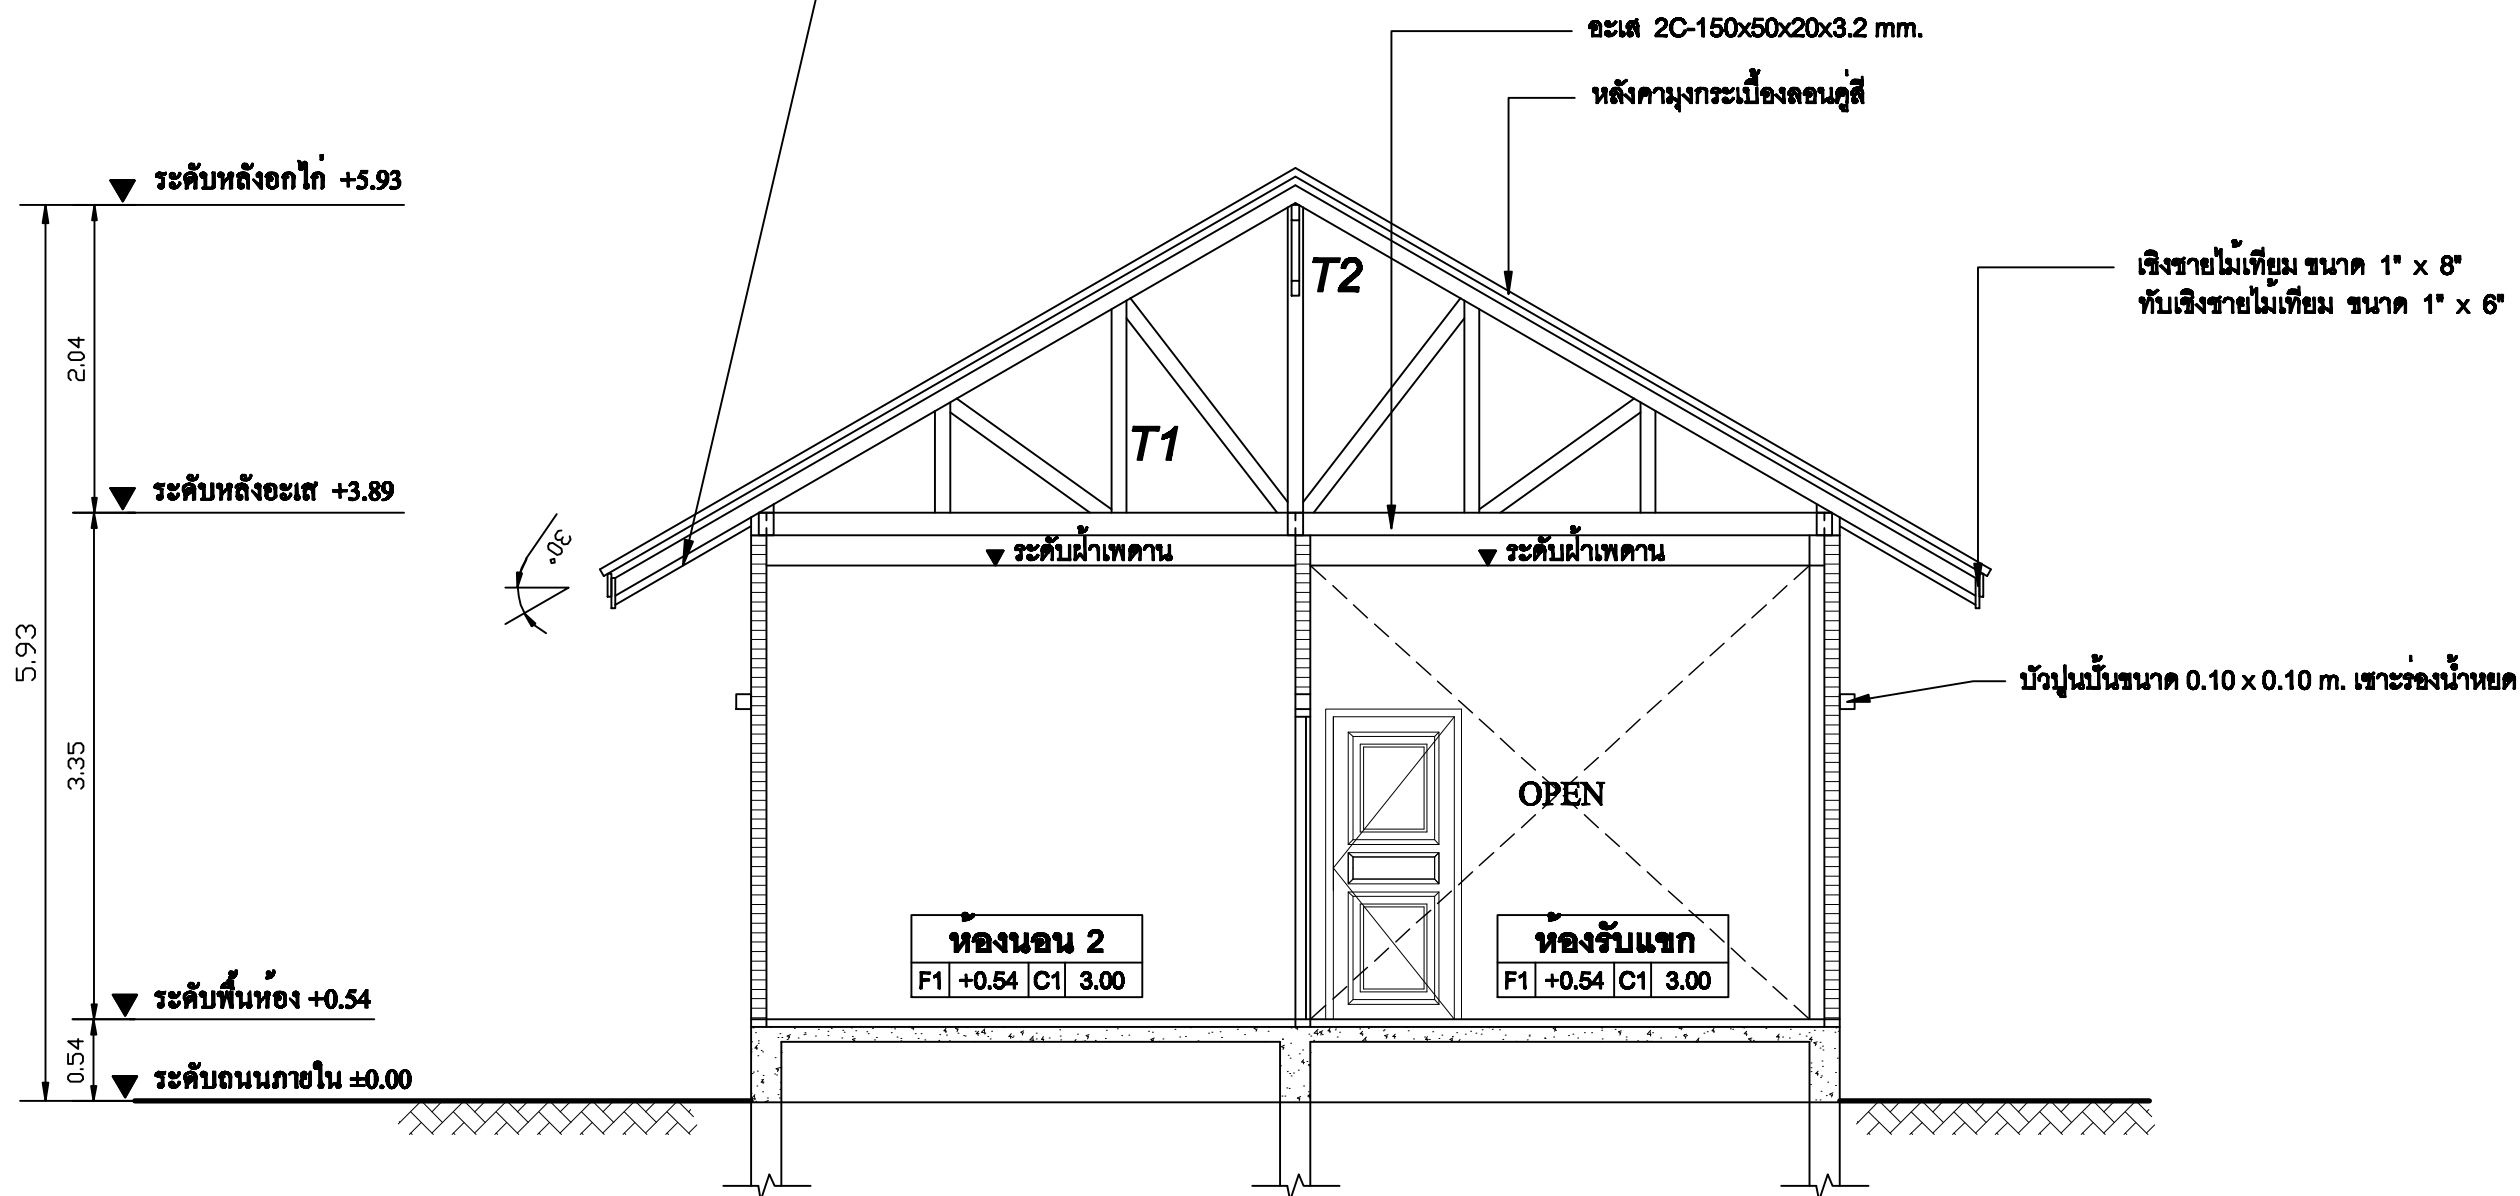 อะเส 2C-150x50x20x3.2 mm.
หลังคามุงกระเบื้องลอนคู่สี
ระดับหลังอกไก่ +5.93
เชิงชายไม้เทียม ขนาด 1" x 8"
ทับเชิงชายไม้เทียม ขนาด 1" x 6"
T2
2.04
T1
ระดับหลังอะเส +3.89
30°
ระดับฝ้าเพดาน
ระดับฝ้าเพดาน
5.93
บัวปูนปั้นขนาด 0.10 x 0.10 m. เซาะร่องน้ำหยด
3.35
OPEN
ห้องนอน 2
F1 +0.54 C1 3.00
ห้องรับแขก
F1 +0.54 C1 3.00
ระดับพื้นห้อง +0.54
0.54
ระดับถนนภายใน ±0.00